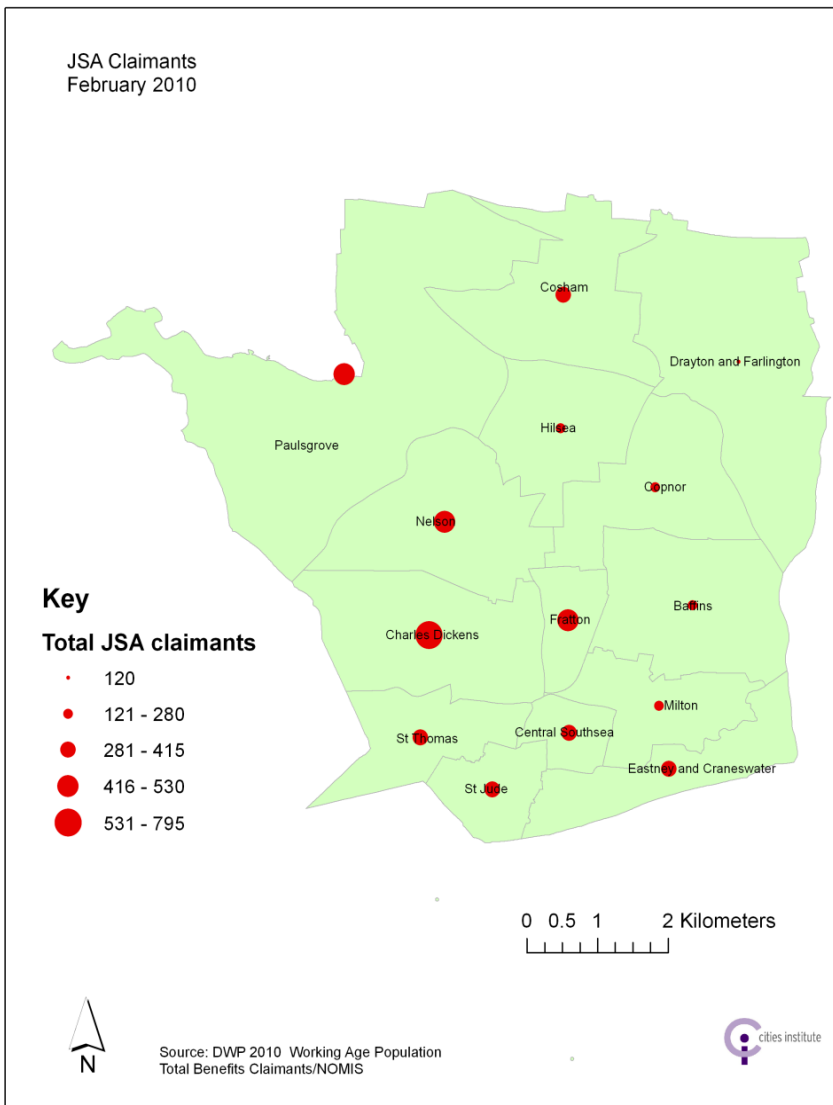 JSA Claimants
February 2010
Cosham
Drayton and Farlington
Hilsea
Paulsgrove
Copnor
Nelson
Baffins
Fratton
Charles Dickens
Milton
Central Southsea
St Thomas
Eastney and Craneswater
St Jude
Key
Total JSA claimants
120
121 - 280
281 - 415
416 - 530
531 - 795
0 0.5 1 2 Kilometers
N
Source: DWP 2010 Working Age Population
Total Benefits Claimants/NOMIS
cities institute